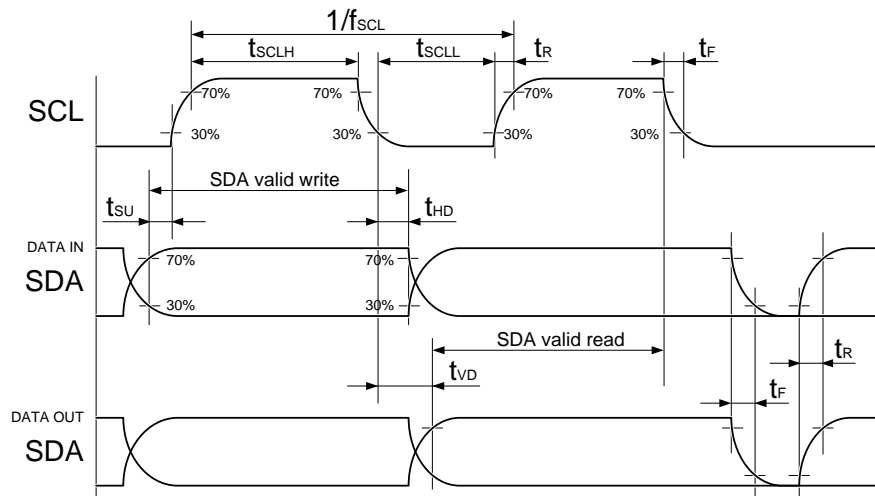 1/fSCL
tSCLH tSCLL tR tF
70% 70% 70% 70%
SCL
30% 30% 30% 30%
SDA valid write
tSU tHD
DATA IN
70% 70%
SDA
30% 30%
SDA valid read
tVD tR
tF
DATA OUT
SDA